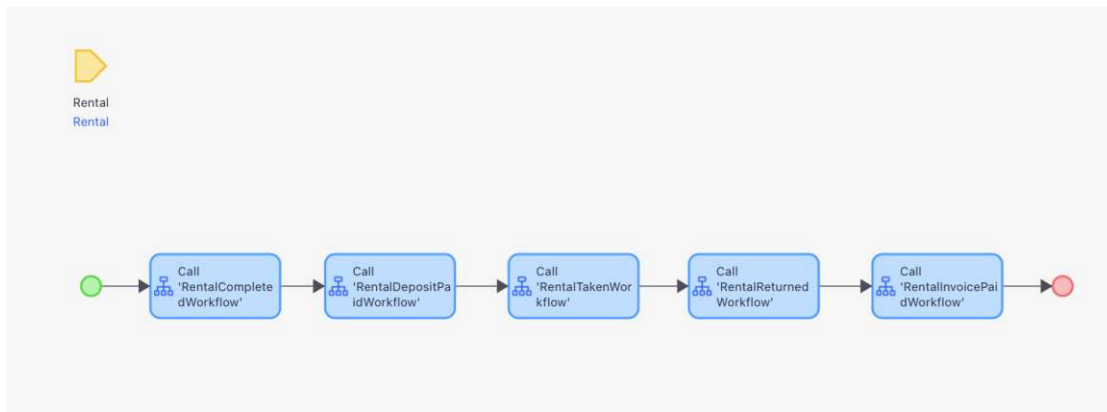 Rental
Rental
Call
'RentalComplete
dWorkflow'
Call
'RentalDepositPa
idWorkflow'
Call
'RentalTakenWor
kflow'
Call
'RentalReturned
Workflow'
Call
'RentalInvoicePai
dWorkflow'